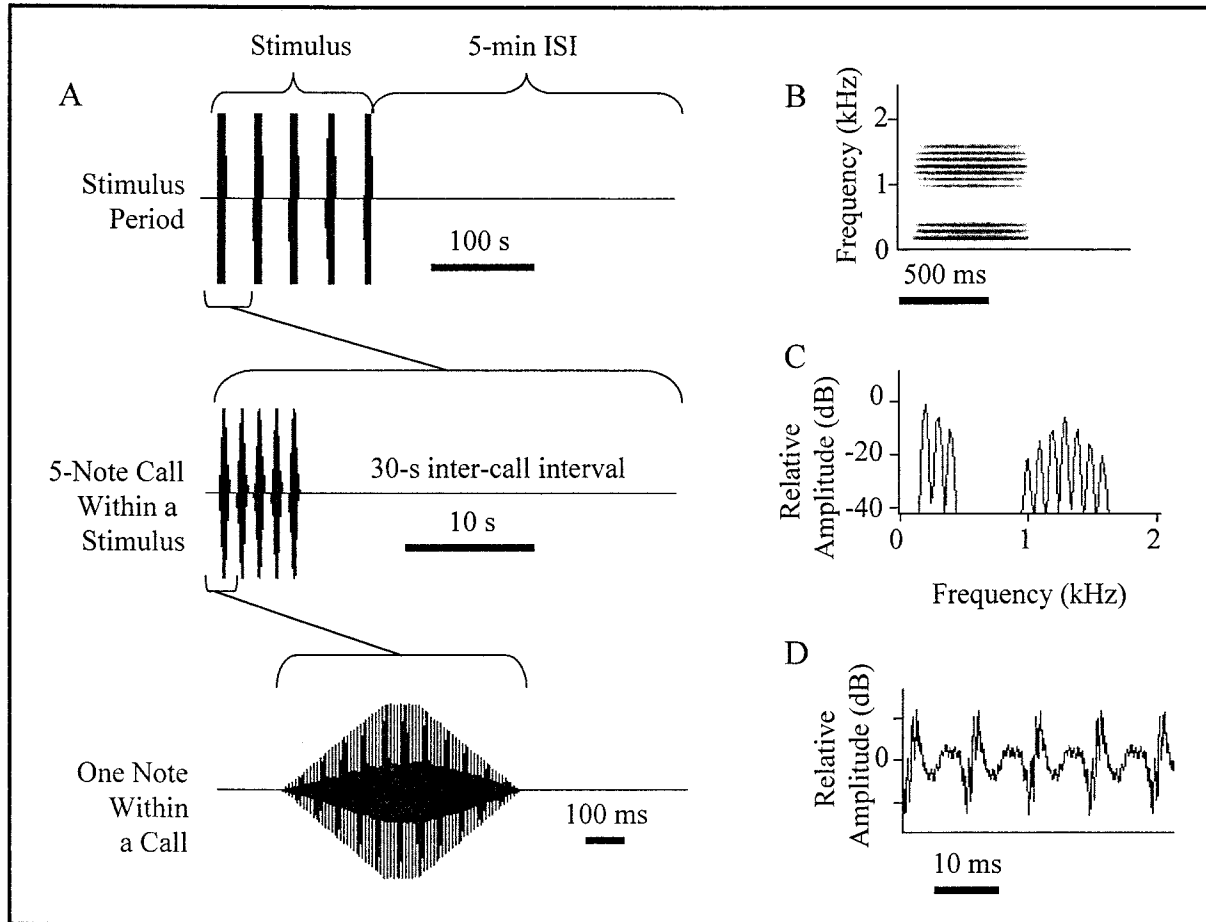 Stimulus
5-min ISI
A
Stimulus
Period
100 s
5-Note Call
Within a
Stimulus
30-s inter-call interval
10 s
One Note
Within
a Call
100 ms
B
Frequency (kHz)
2
1
0
500 ms
C
Relative
Amplitude (dB)
0
-20
-40
0
1
2
Frequency (kHz)
D
Relative
Amplitude (dB)
0
10 ms